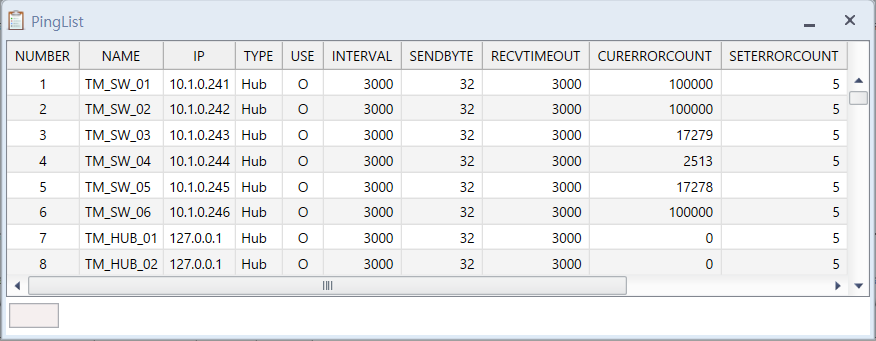 PingList
NUMBER NAME IP TYPE USE INTERVAL SENDBYTE RECVTIMEOUT CURERRORCOUNT SETERRORCOUNT
1 TM_SW_01 10.1.0.241 Hub O 3000 32 3000 100000 5
2 TM_SW_02 10.1.0.242 Hub O 3000 32 3000 100000 5
3 TM_SW_03 10.1.0.243 Hub O 3000 32 3000 17279 5
4 TM_SW_04 10.1.0.244 Hub O 3000 32 3000 2513 5
5 TM_SW_05 10.1.0.245 Hub O 3000 32 3000 17278 5
6 TM_SW_06 10.1.0.246 Hub O 3000 32 3000 100000 5
7 TM_HUB_01 127.0.0.1 Hub O 3000 32 3000 0 5
8 TM_HUB_02 127.0.0.1 Hub O 3000 32 3000 0 5